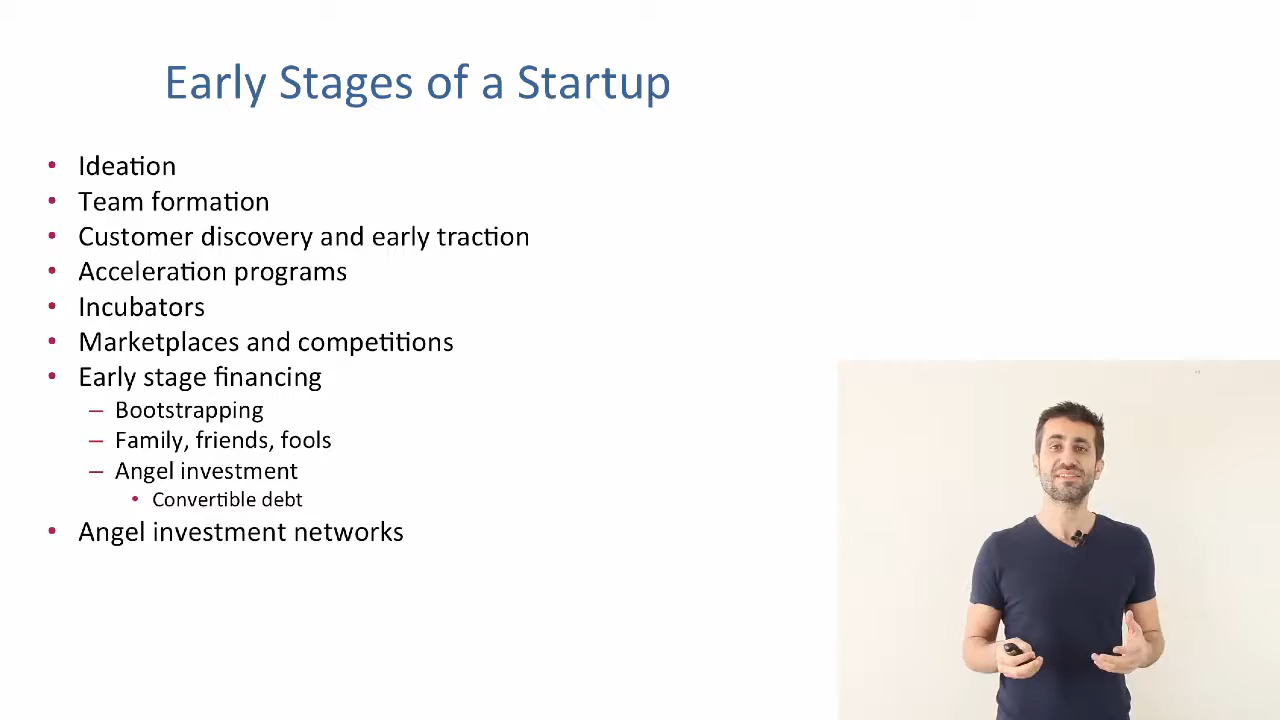 Early Stages of a Startup
• Ideation
• Team formation
• Customer discovery and early traction
• Acceleration programs
• Incubators
• Marketplaces and competitions
• Early stage financing
– Bootstrapping
– Family, friends, fools
– Angel investment
• Convertible debt
• Angel investment networks